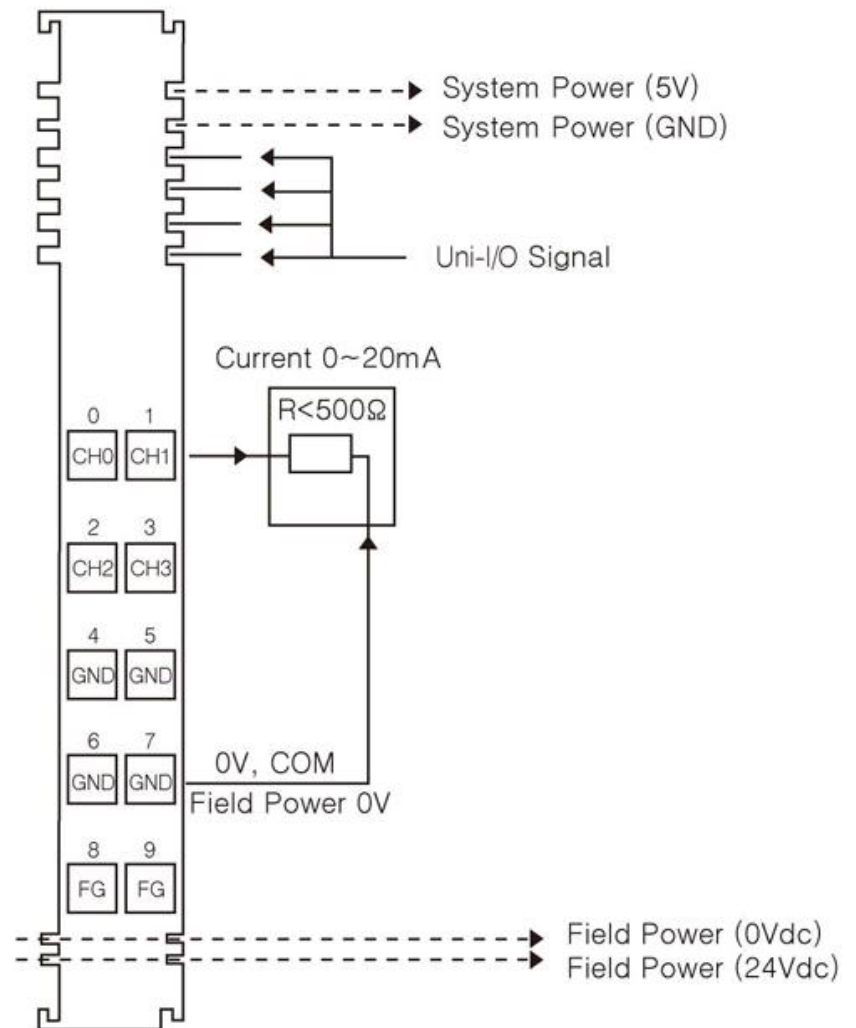 System Power (5V)
System Power (GND)
Uni-I/O Signal
Current 0~20mA
R<500Ω
0 1
CH0 CH1
2 3
CH2 CH3
4 5
GND GND
6 7
GND GND
0V, COM
Field Power 0V
8 9
FG FG
Field Power (0Vdc)
Field Power (24Vdc)